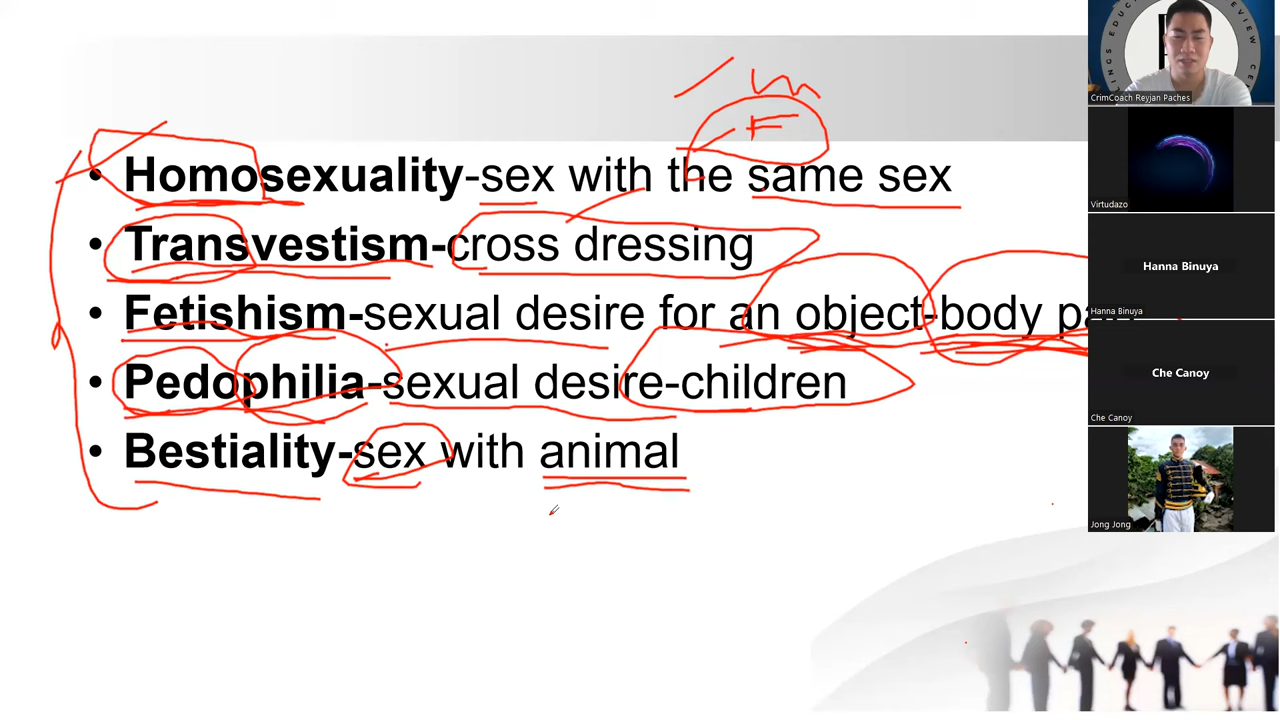 CrimCoach Reyjan Paches
m
F
• Homosexuality-sex with the same sex
Virtudazo
• Transvestism-cross dressing
Hanna Binuya
Hanna Binuya
• Fetishism-sexual desire for an object-body
• Pedophilia-sexual desire-children
Che Canoy
Che Canoy
• Bestiality-sex with animal
Jong Jong